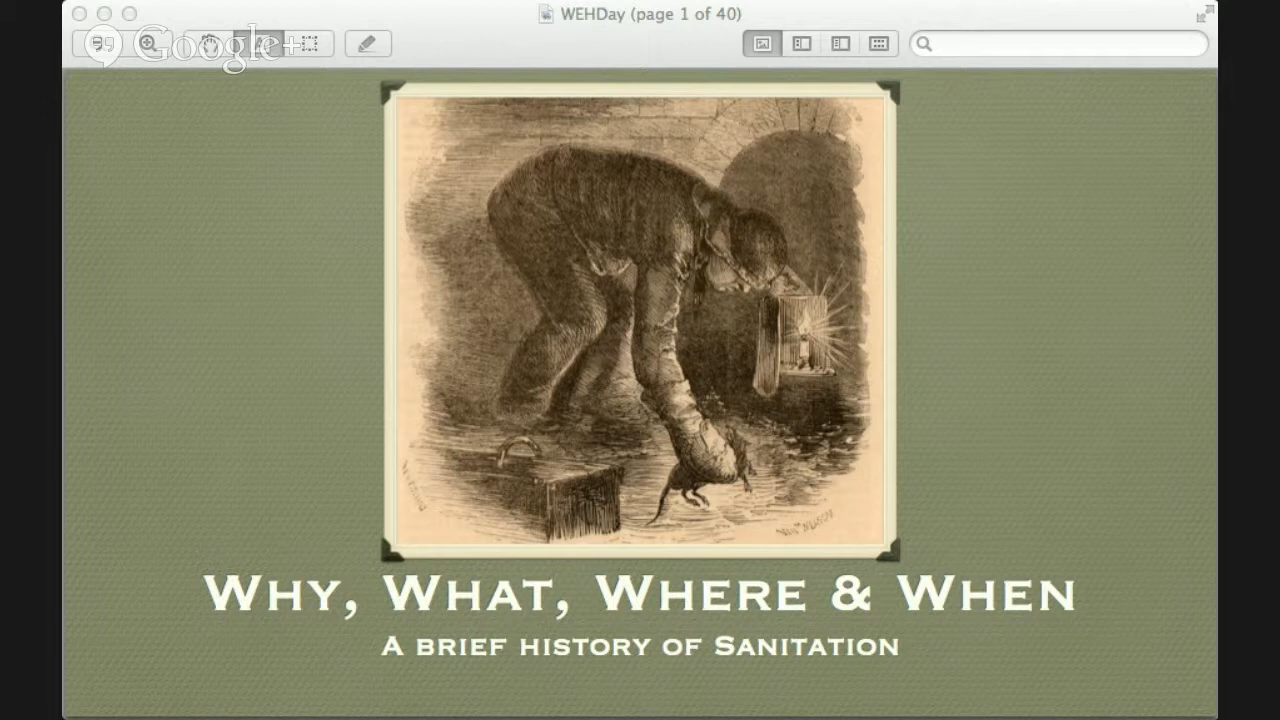 WEHDay (page 1 of 40)
Google+
WHY, WHAT, WHERE & WHEN
A BRIEF HISTORY OF SANITATION